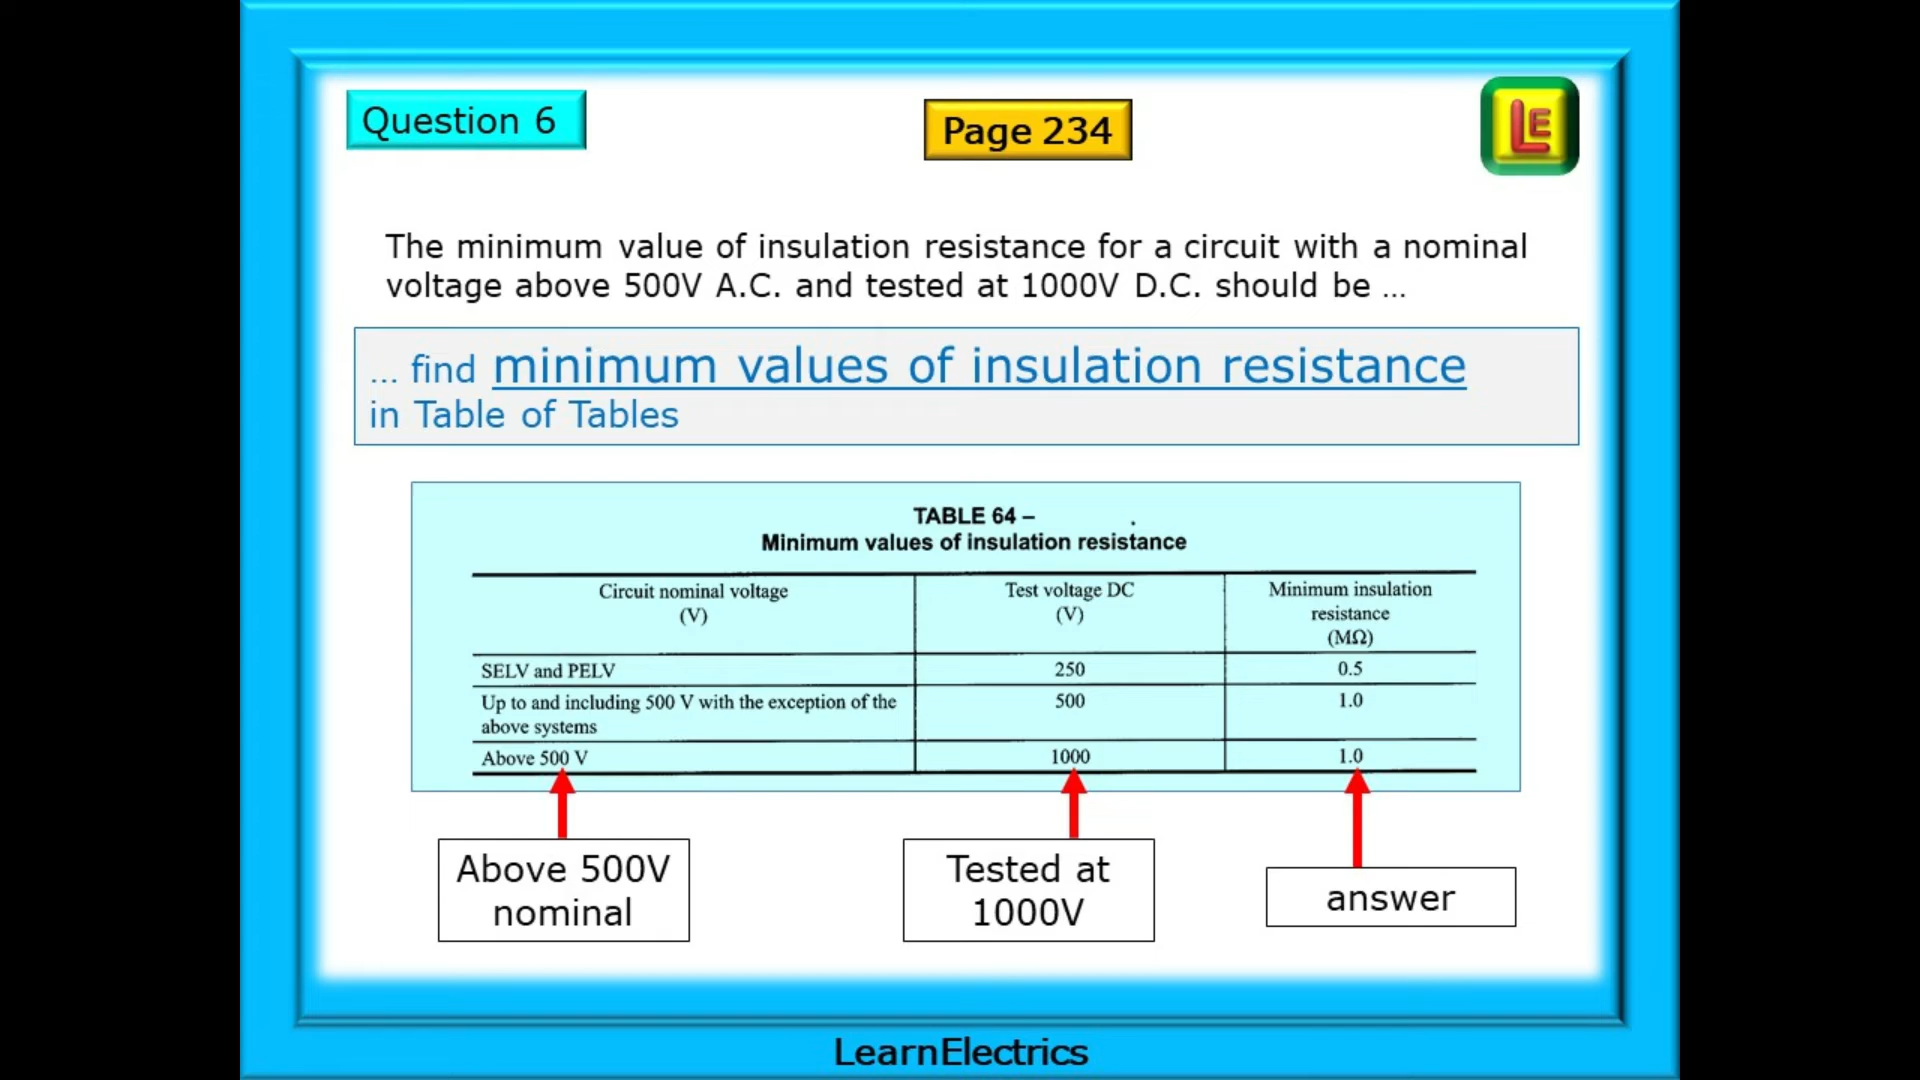 Question 6
Page 234
LE
The minimum value of insulation resistance for a circuit with a nominal
voltage above 500V A.C. and tested at 1000V D.C. should be ...
... find minimum values of insulation resistance
in Table of Tables
TABLE 64 –
Minimum values of insulation resistance
Circuit nominal voltage
(V)
Test voltage DC
(V)
Minimum insulation
resistance
(MΩ)
SELV and PELV
250
0.5
Up to and including 500 V with the exception of the
above systems
500
1.0
Above 500 V
1000
1.0
Above 500V
nominal
Tested at
1000V
answer
LearnElectrics